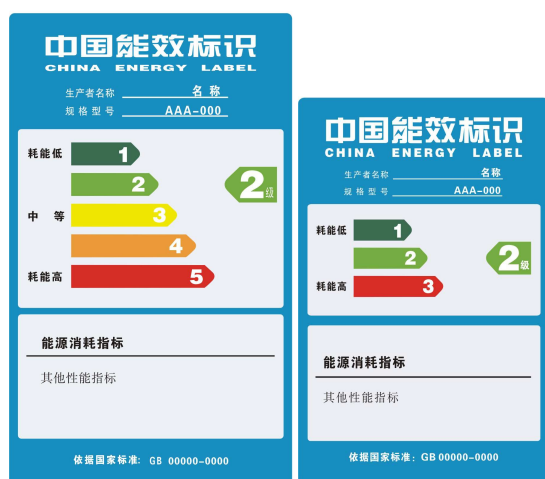 中国能效标识
CHINA ENERGY LABEL
生产者名称 名称
规格型号 AAA-000
耗能低 1
2
2级
中等 3
4
耗能高 5
能源消耗指标
其他性能指标
依据国家标准: GB 00000-0000
中国能效标识
CHINA ENERGY LABEL
生产者名称 名称
规格型号 AAA-000
耗能低 1
2
2级
耗能高 3
能源消耗指标
其他性能指标
依据国家标准: GB 00000-0000